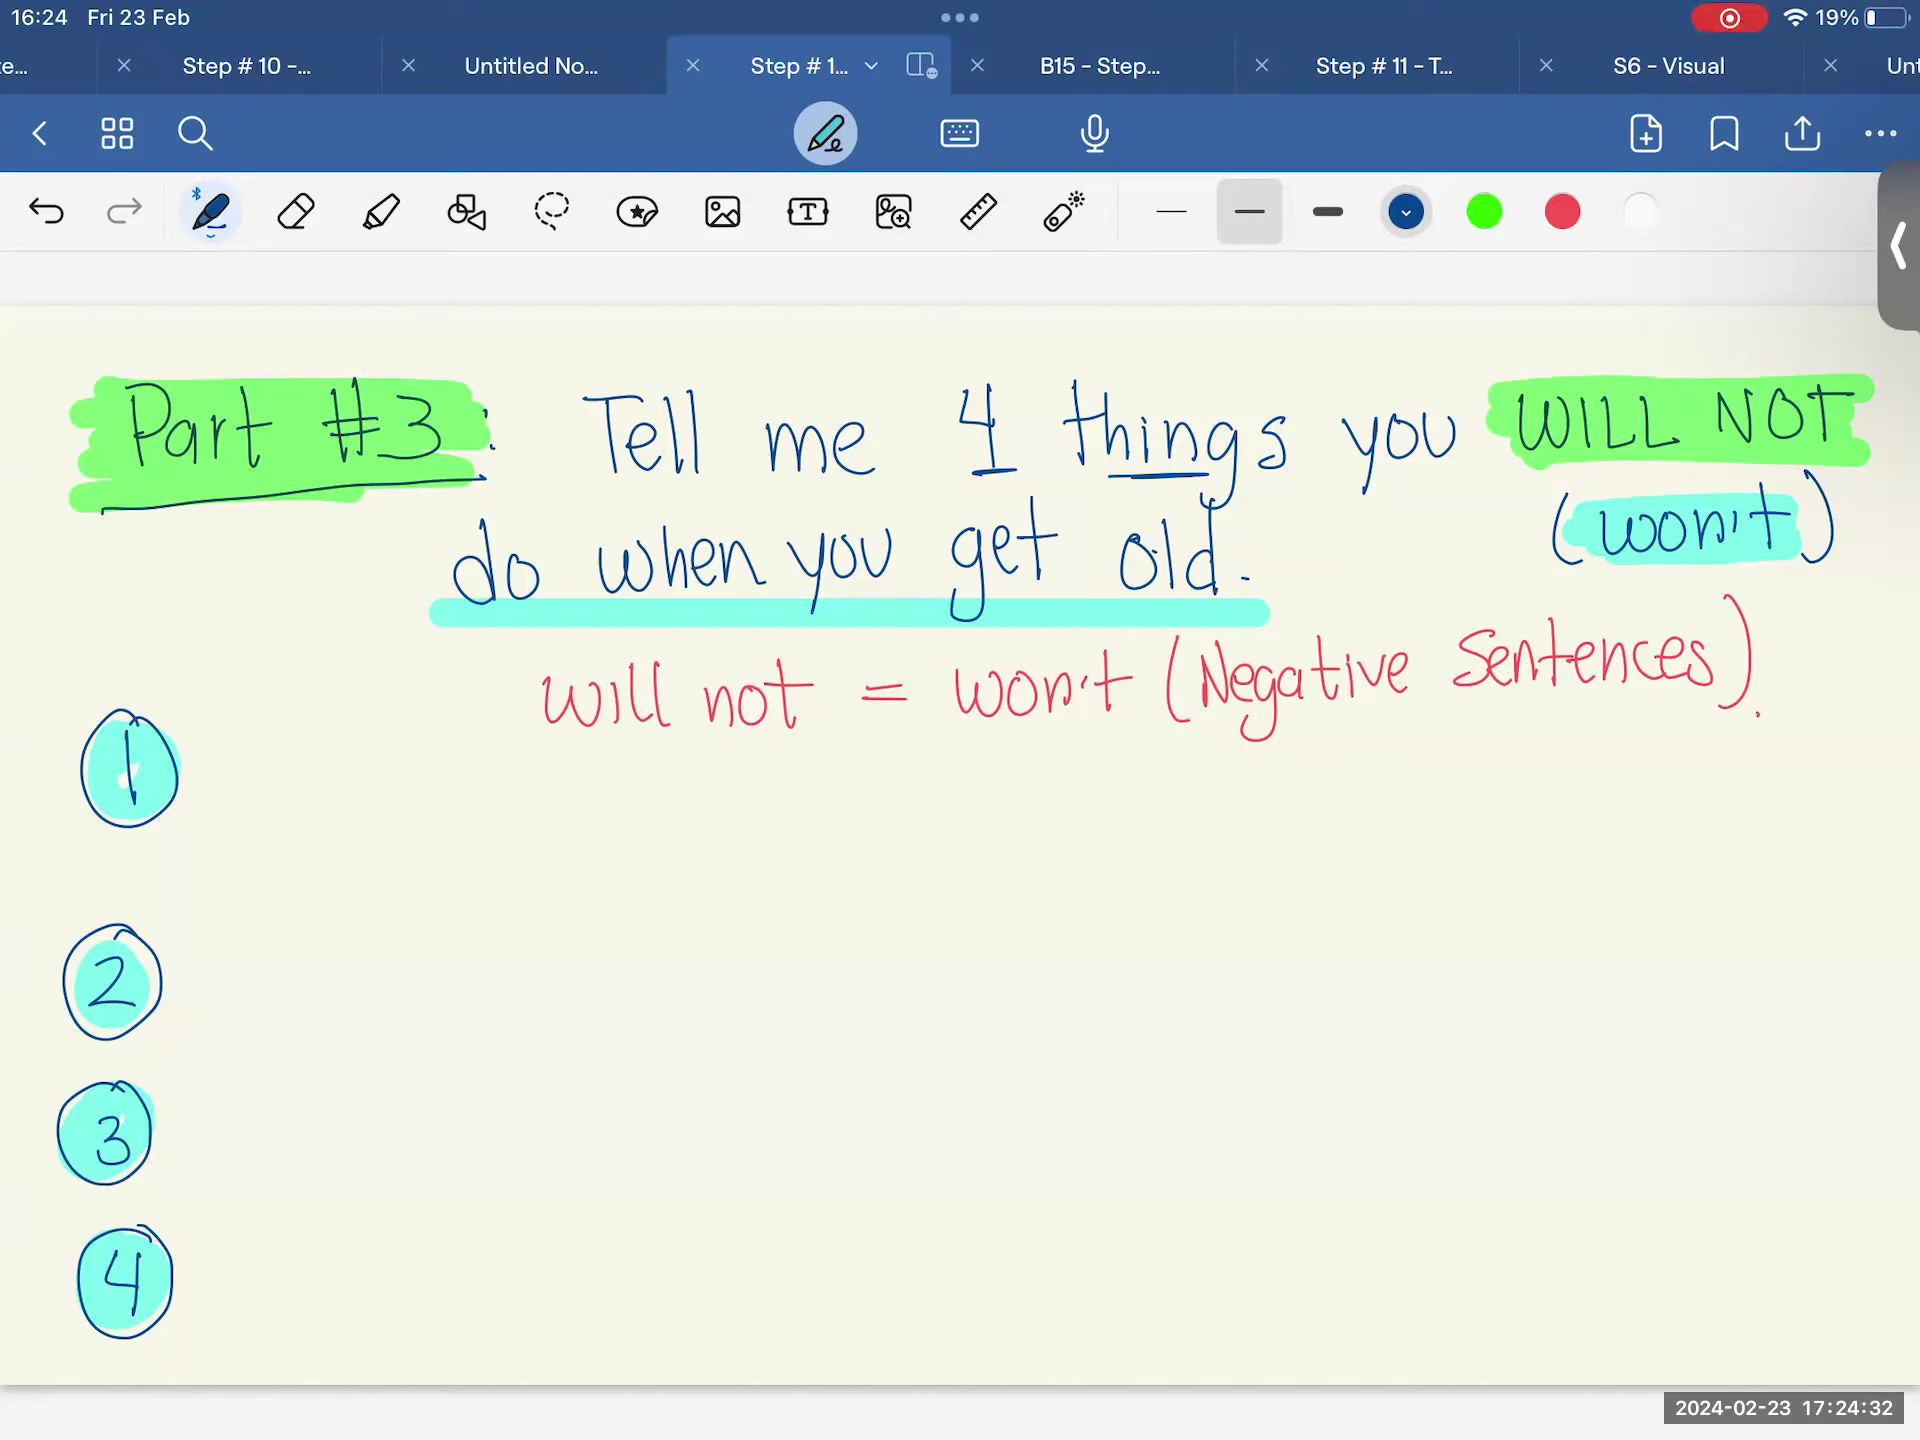 16:24 Fri 23 Feb
19%
e... Step # 10 -... Untitled No... Step # 1... B15 - Step... Step # 11 - T... S6 - Visual Unt
Part #3: Tell me 4 things you WILL NOT
(won't)
do when you get old.
will not = won't (Negative Sentences).
1
2
3
4
2024-02-23 17:24:32